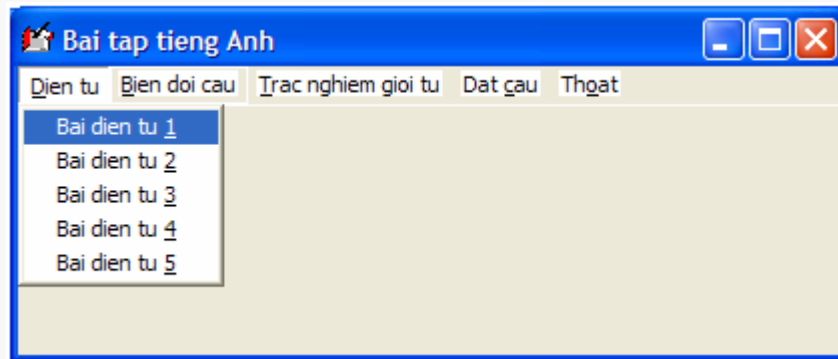 Bai tap tieng Anh
Dien tu Bien doi cau Trac nghiem gioi tu Dat cau Thoat
Bai dien tu 1
Bai dien tu 2
Bai dien tu 3
Bai dien tu 4
Bai dien tu 5